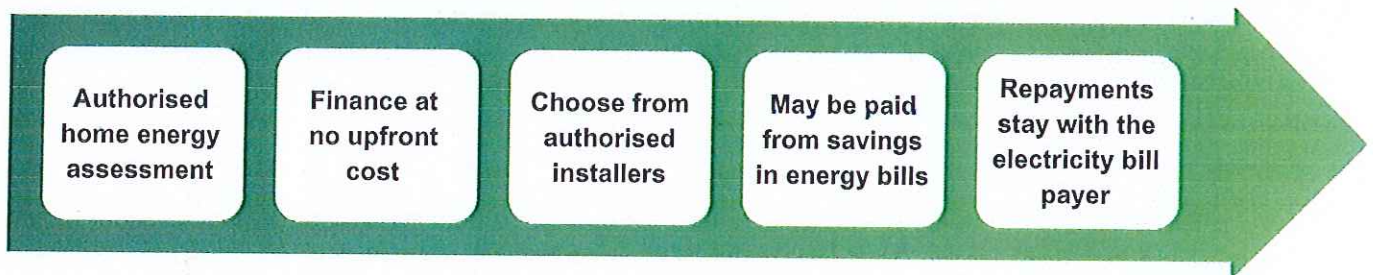 Authorised
home energy
assessment
Finance at
no upfront
cost
Choose from
authorised
installers
May be paid
from savings
in energy bills
Repayments
stay with the
electricity bill
payer